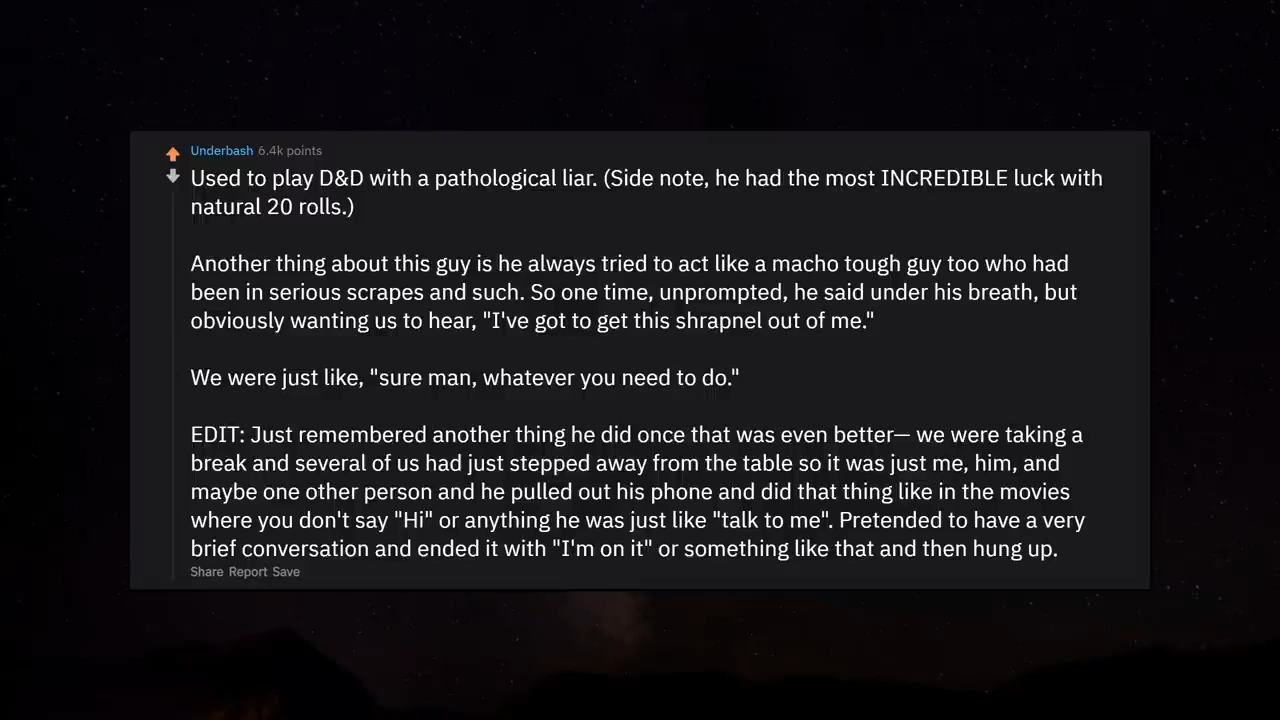 Underbash 6.4k points
Used to play D&D with a pathological liar. (Side note, he had the most INCREDIBLE luck with
natural 20 rolls.)
Another thing about this guy is he always tried to act like a macho tough guy too who had
been in serious scrapes and such. So one time, unprompted, he said under his breath, but
obviously wanting us to hear, "I've got to get this shrapnel out of me."
We were just like, "sure man, whatever you need to do."
EDIT: Just remembered another thing he did once that was even better— we were taking a
break and several of us had just stepped away from the table so it was just me, him, and
maybe one other person and he pulled out his phone and did that thing like in the movies
where you don't say "Hi" or anything he was just like "talk to me". Pretended to have a very
brief conversation and ended it with "I'm on it" or something like that and then hung up.
Share Report Save